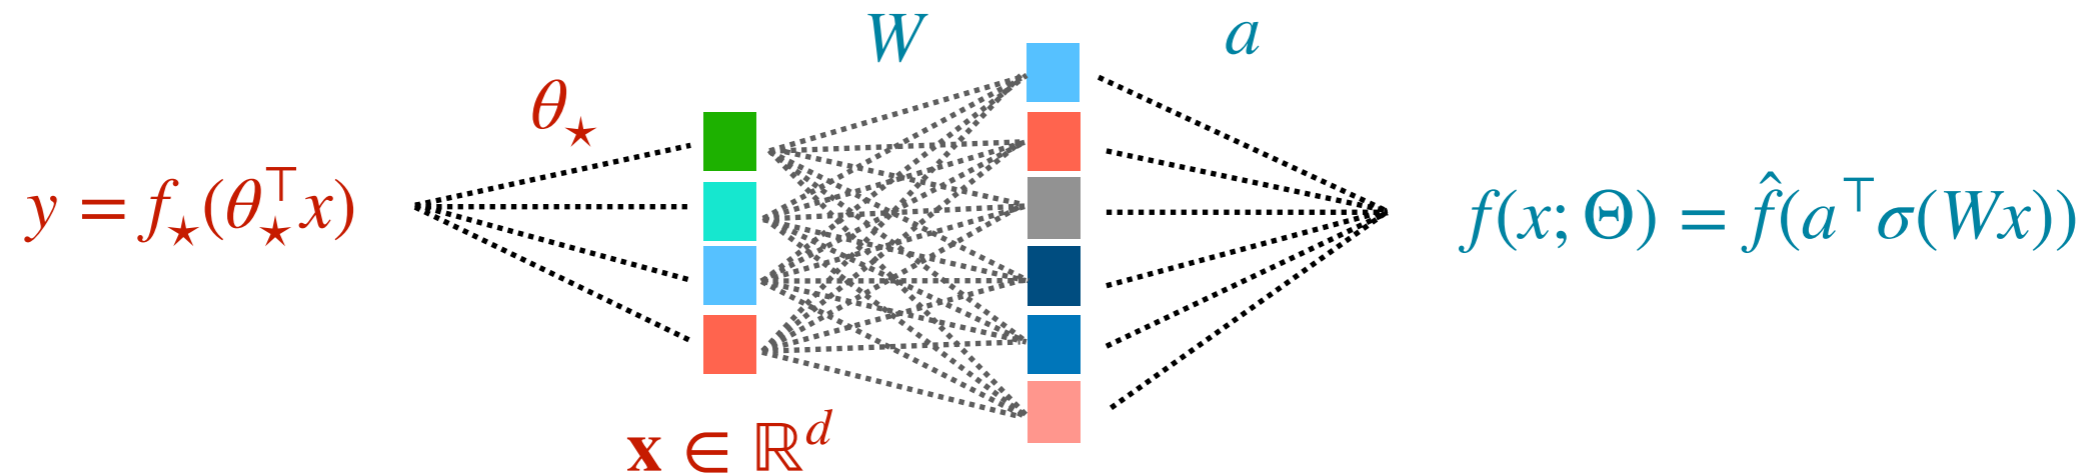 W
a
θ⋆
y = f⋆(θ⋆⊤x)
f(x; Θ) = f̂(a⊤σ(Wx))
x ∈ ℝᵈ